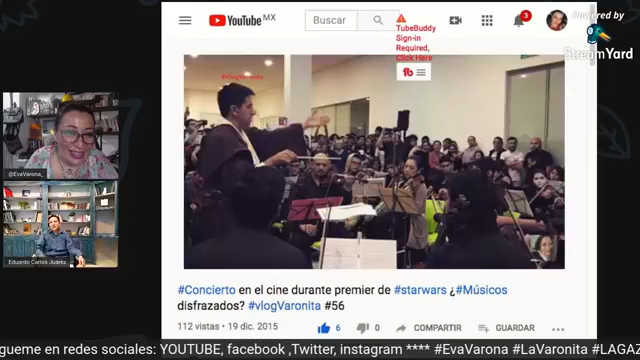 YouTube MX
Buscar
TubeBuddy
Sign-in
Required,
Click Here
3
Powered by
StreamYard
#VlogVaronita
@EvaVarona_
Eduardo Carlos Juárez
#Concierto en el cine durante premier de #starwars ¿#Músicos
disfrazados? #vlogVaronita #56
112 vistas • 19 dic. 2015
6
0
COMPARTIR
GUARDAR
gueme en redes sociales: YOUTUBE, facebook ,Twitter, instagram **** #EvaVarona #LaVaronita #LAGAZ